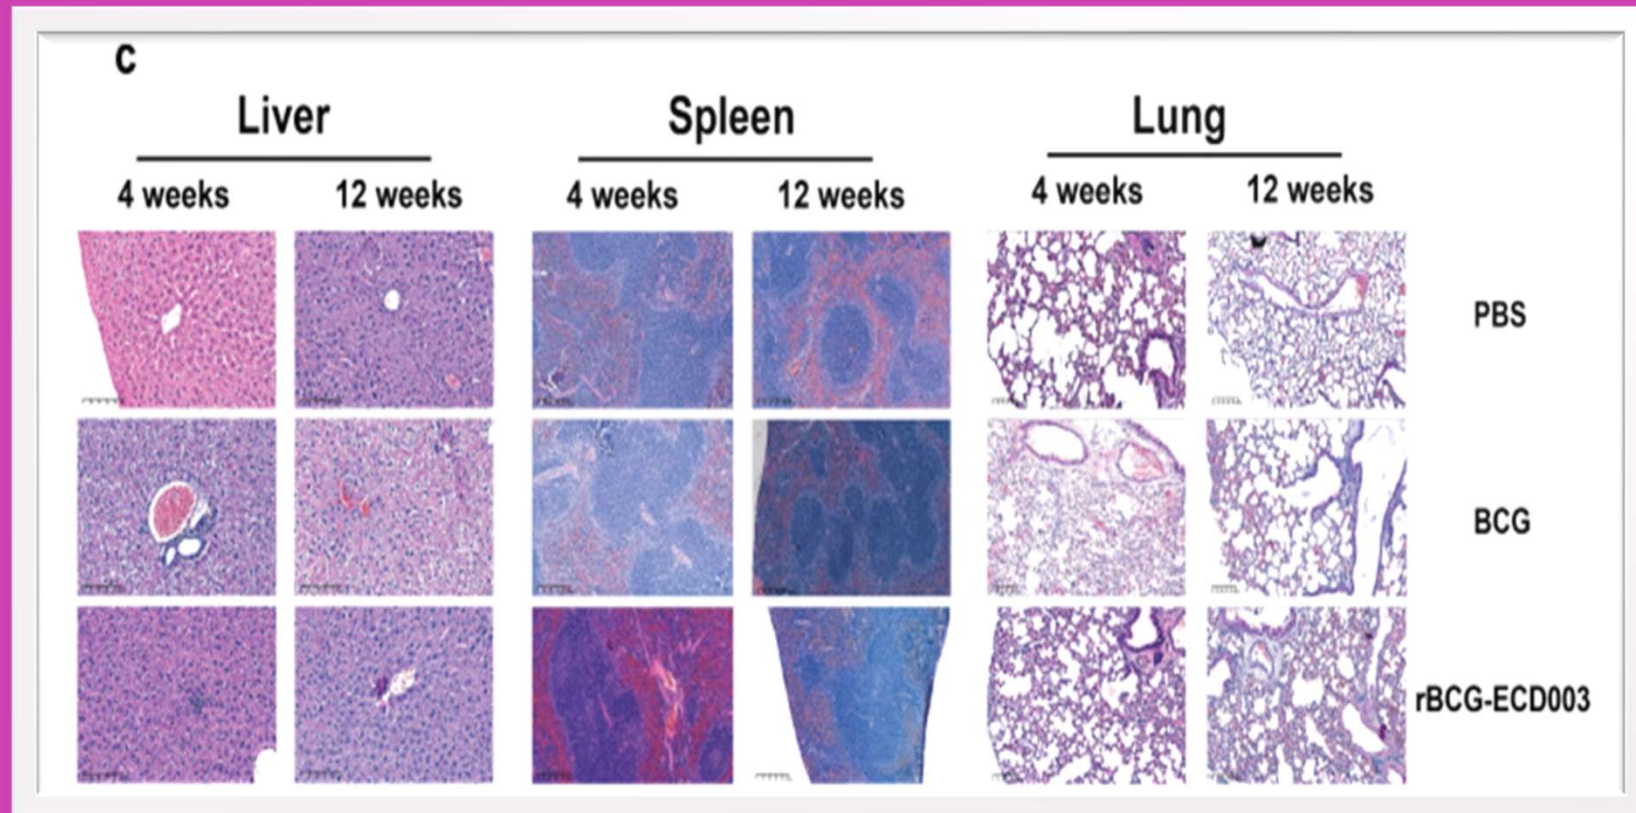 c
Liver Spleen Lung
4 weeks 12 weeks 4 weeks 12 weeks 4 weeks 12 weeks
PBS
BCG
rBCG-ECD003